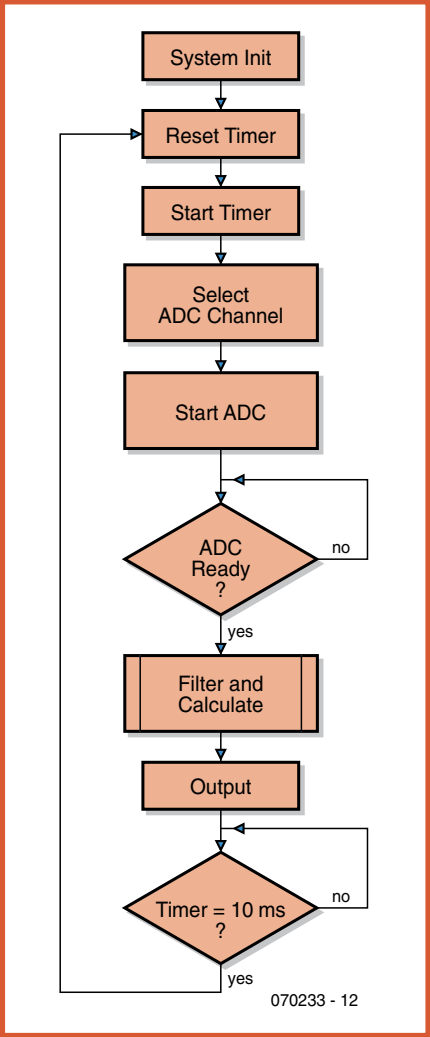 System Init
Reset Timer
Start Timer
Select
ADC Channel
Start ADC
ADC
Ready
?
no
yes
Filter and
Calculate
Output
Timer = 10 ms
?
no
yes
070233 - 12